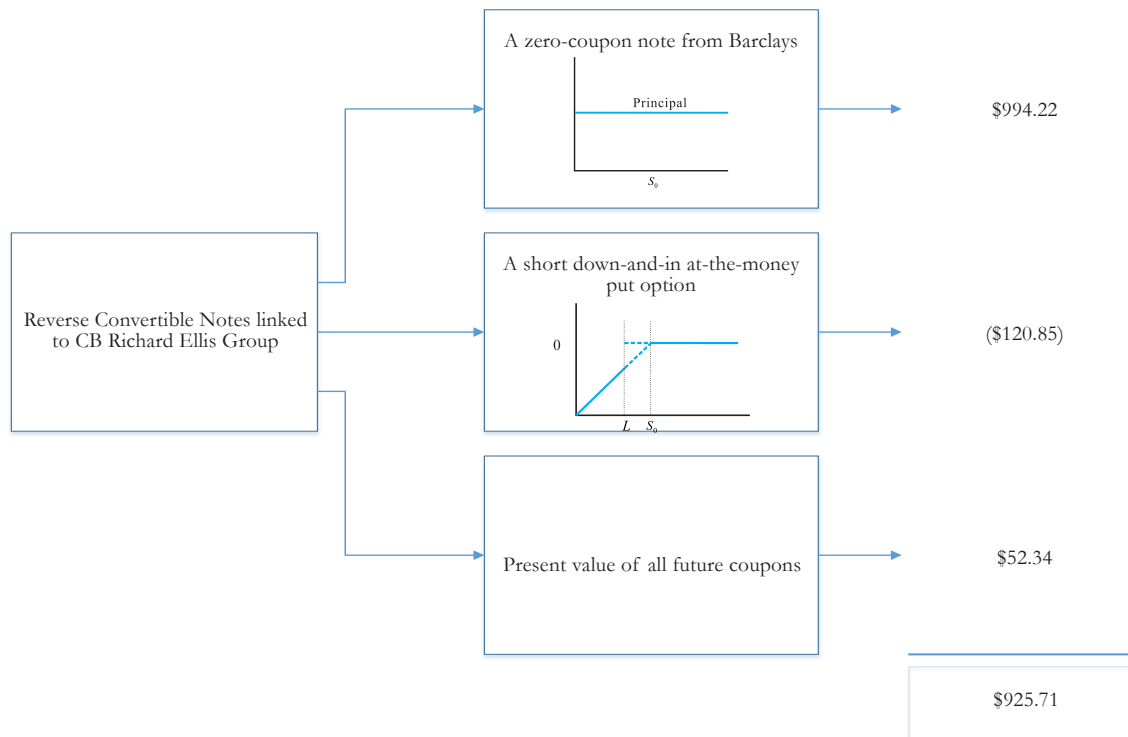 A zero-coupon note from Barclays
Principal
S₀
$994.22
Reverse Convertible Notes linked
to CB Richard Ellis Group
A short down-and-in at-the-money
put option
0
L S₀
($120.85)
Present value of all future coupons
$52.34
$925.71